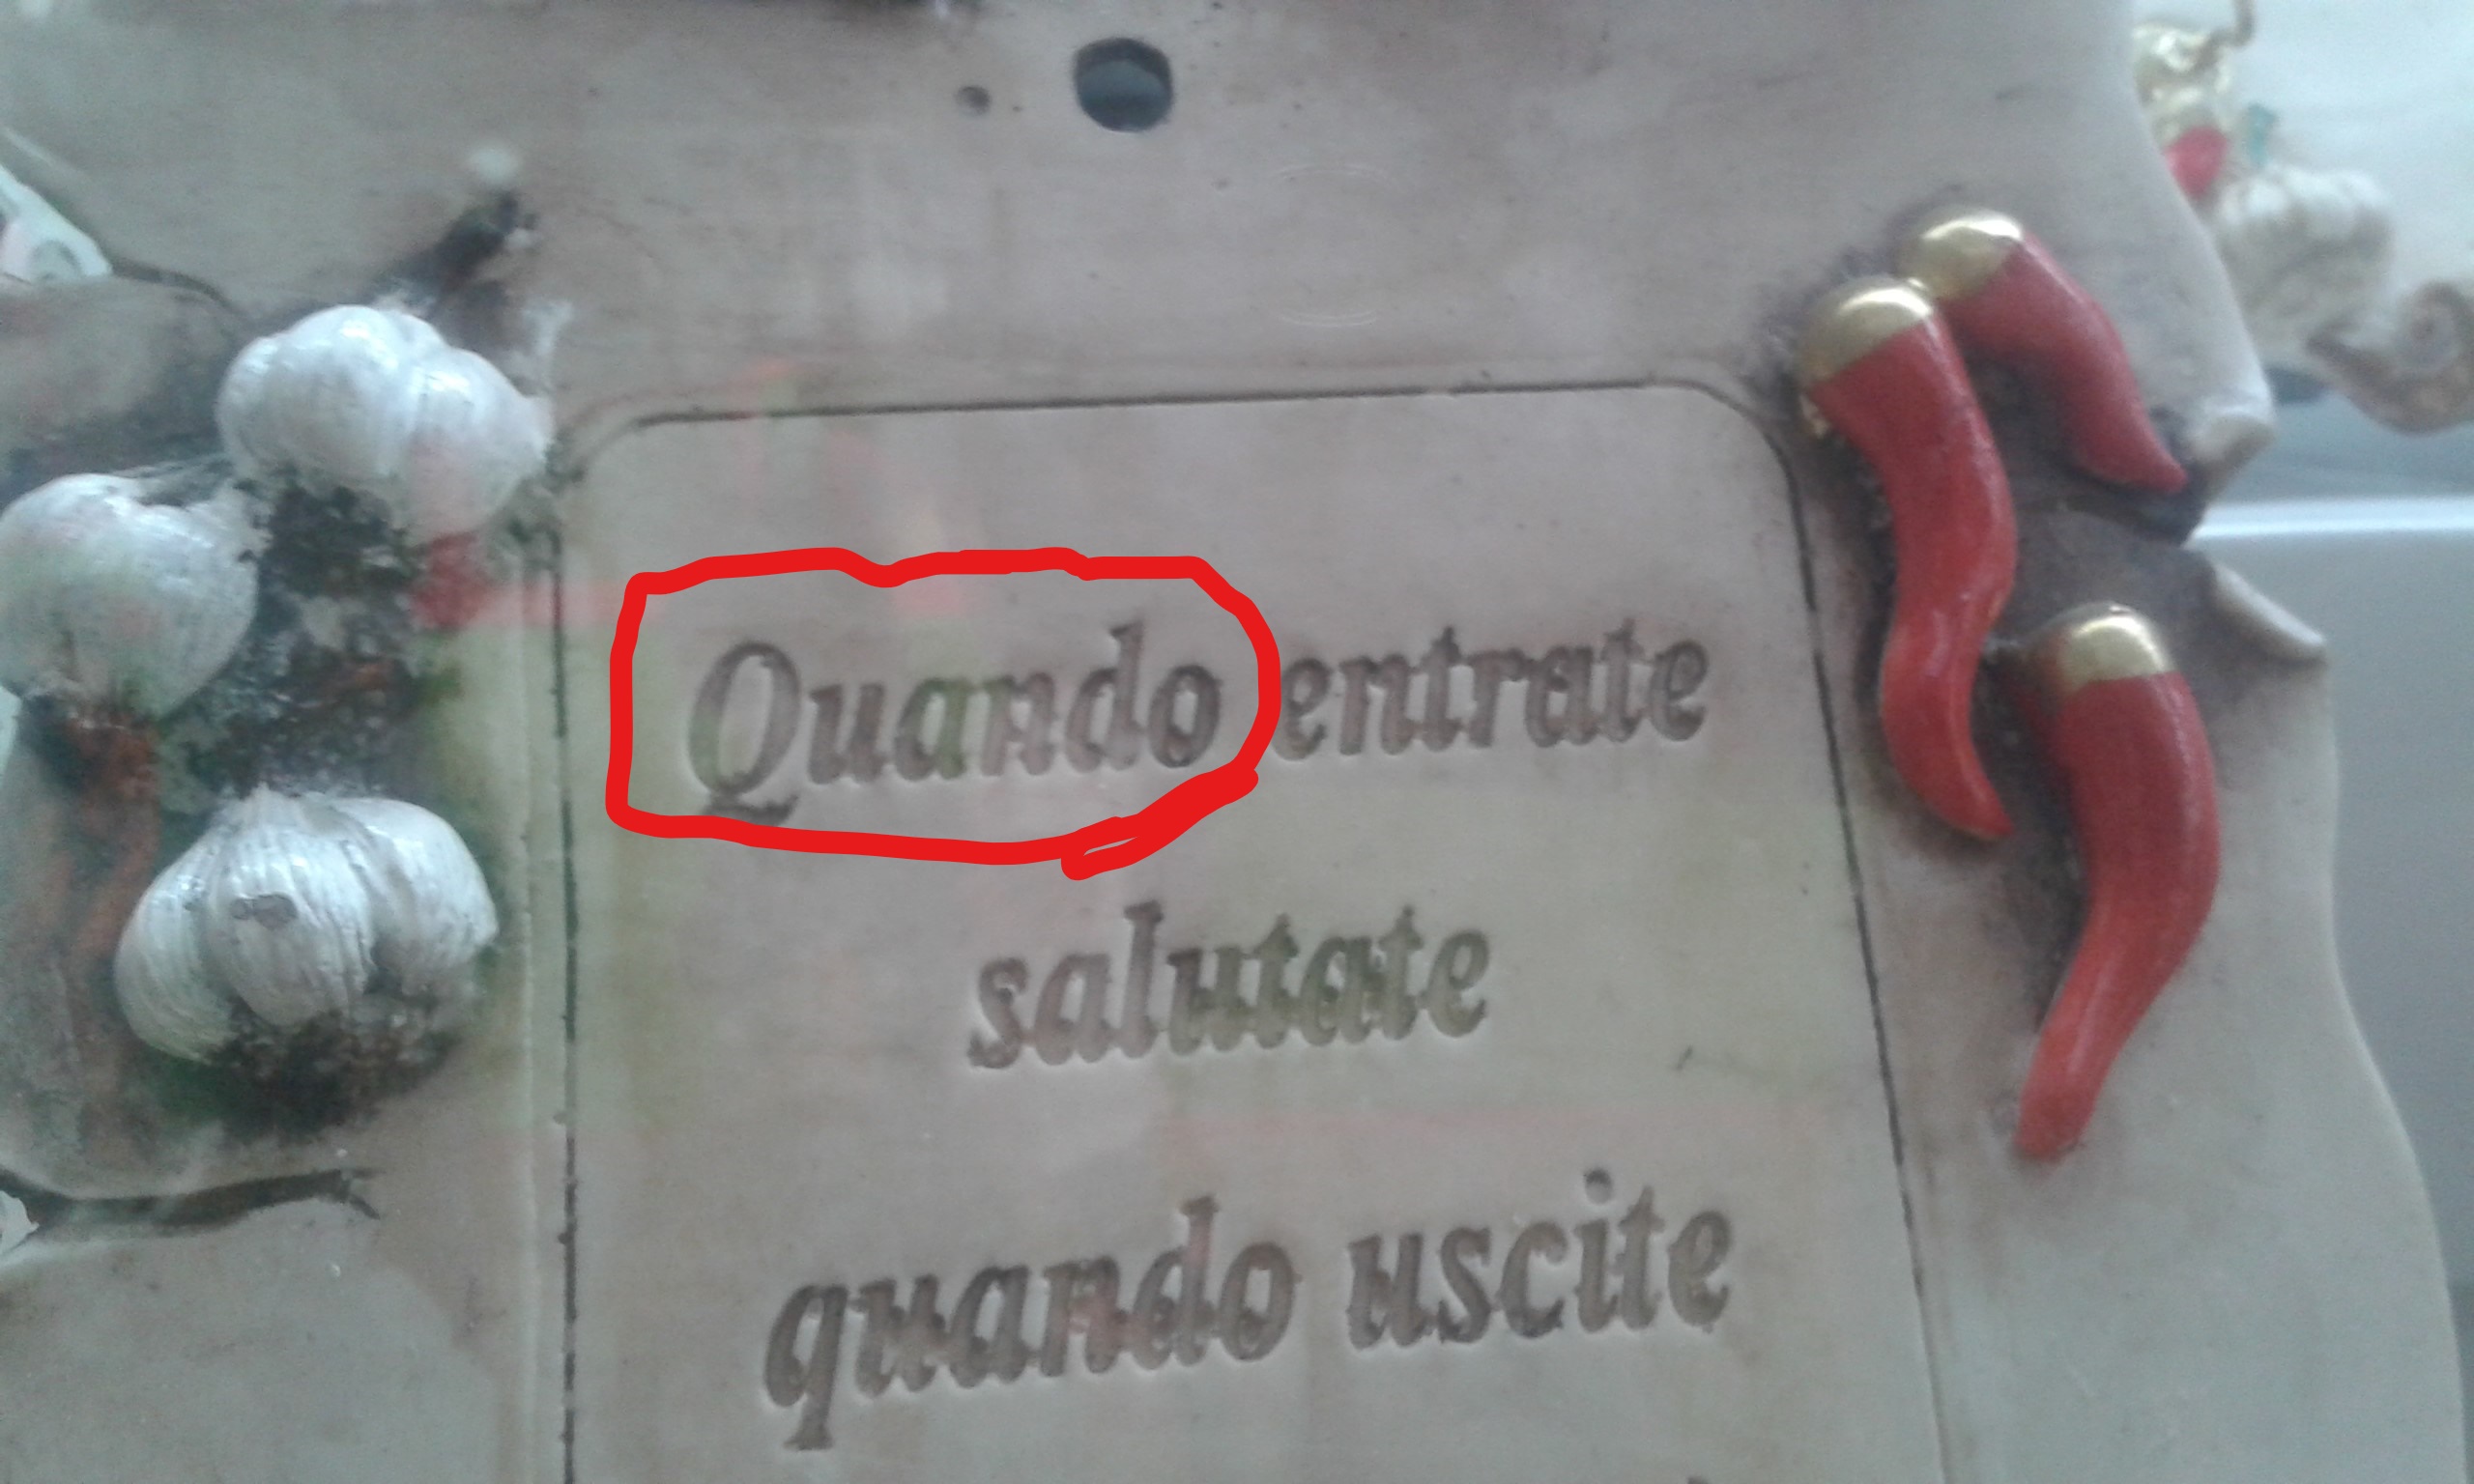 Quando entrate
salutate
quando uscite